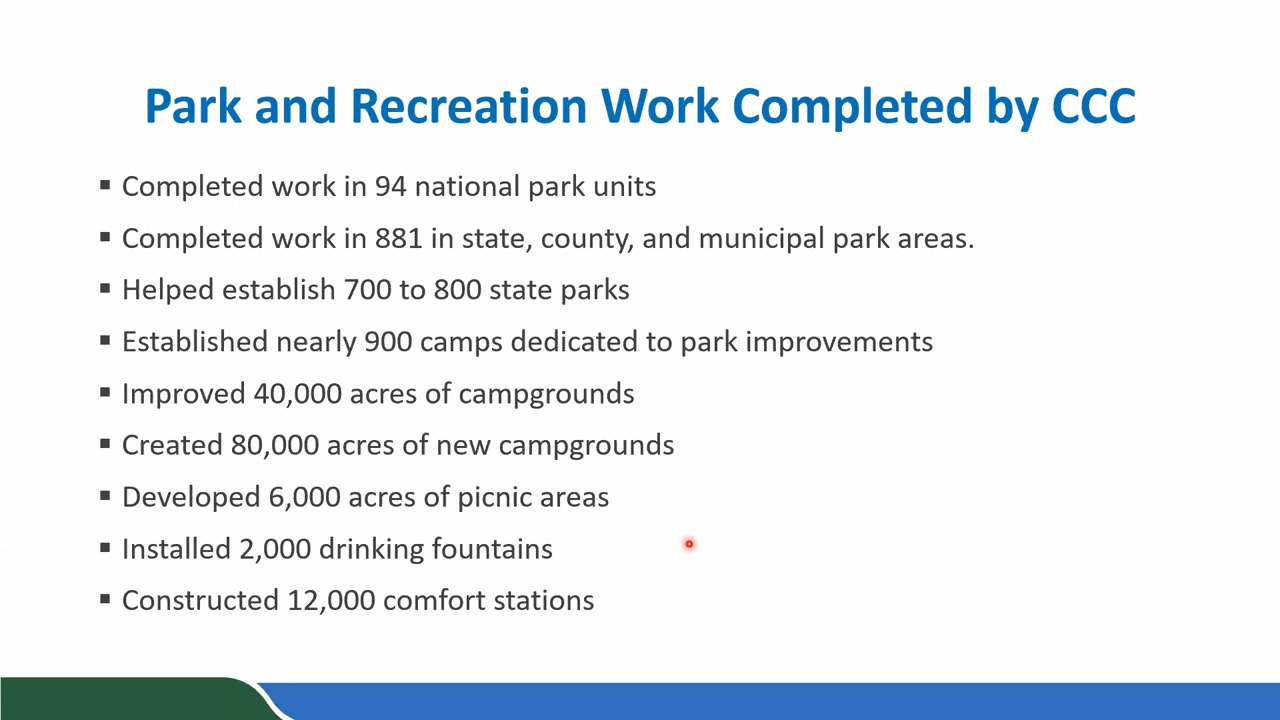 Park and Recreation Work Completed by CCC
▪ Completed work in 94 national park units
▪ Completed work in 881 in state, county, and municipal park areas.
▪ Helped establish 700 to 800 state parks
▪ Established nearly 900 camps dedicated to park improvements
▪ Improved 40,000 acres of campgrounds
▪ Created 80,000 acres of new campgrounds
▪ Developed 6,000 acres of picnic areas
▪ Installed 2,000 drinking fountains
▪ Constructed 12,000 comfort stations